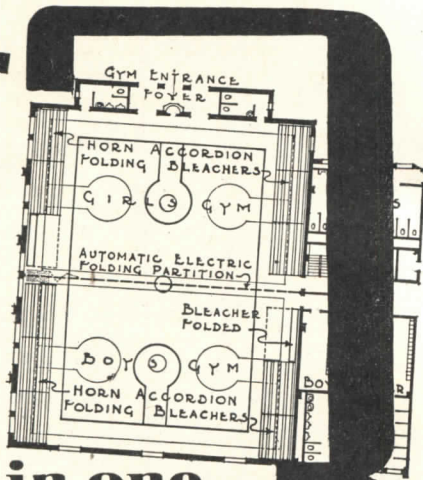 GYM ENTRANCE
FOYER
HORN ACCORDION
FOLDING BLEACHERS
GIRLS GYM
AUTOMATIC ELECTRIC
FOLDING PARTITION
BLEACHER
FOLDED
BOYS GYM
HORN ACCORDION
FOLDING BLEACHERS
in one